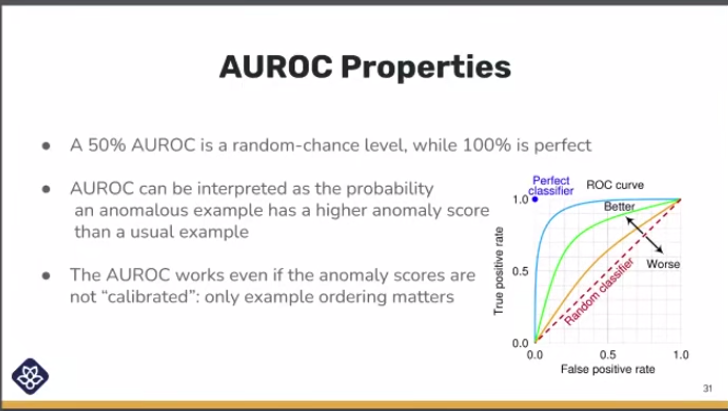 AUROC Properties
● A 50% AUROC is a random-chance level, while 100% is perfect
● AUROC can be interpreted as the probability
an anomalous example has a higher anomaly score
than a usual example
● The AUROC works even if the anomaly scores are
not “calibrated”: only example ordering matters
Perfect
classifier
ROC curve
1.0
Better
Worse
Random classifier
0.5
0.0
True positive rate
0.0 0.5 1.0
False positive rate
31